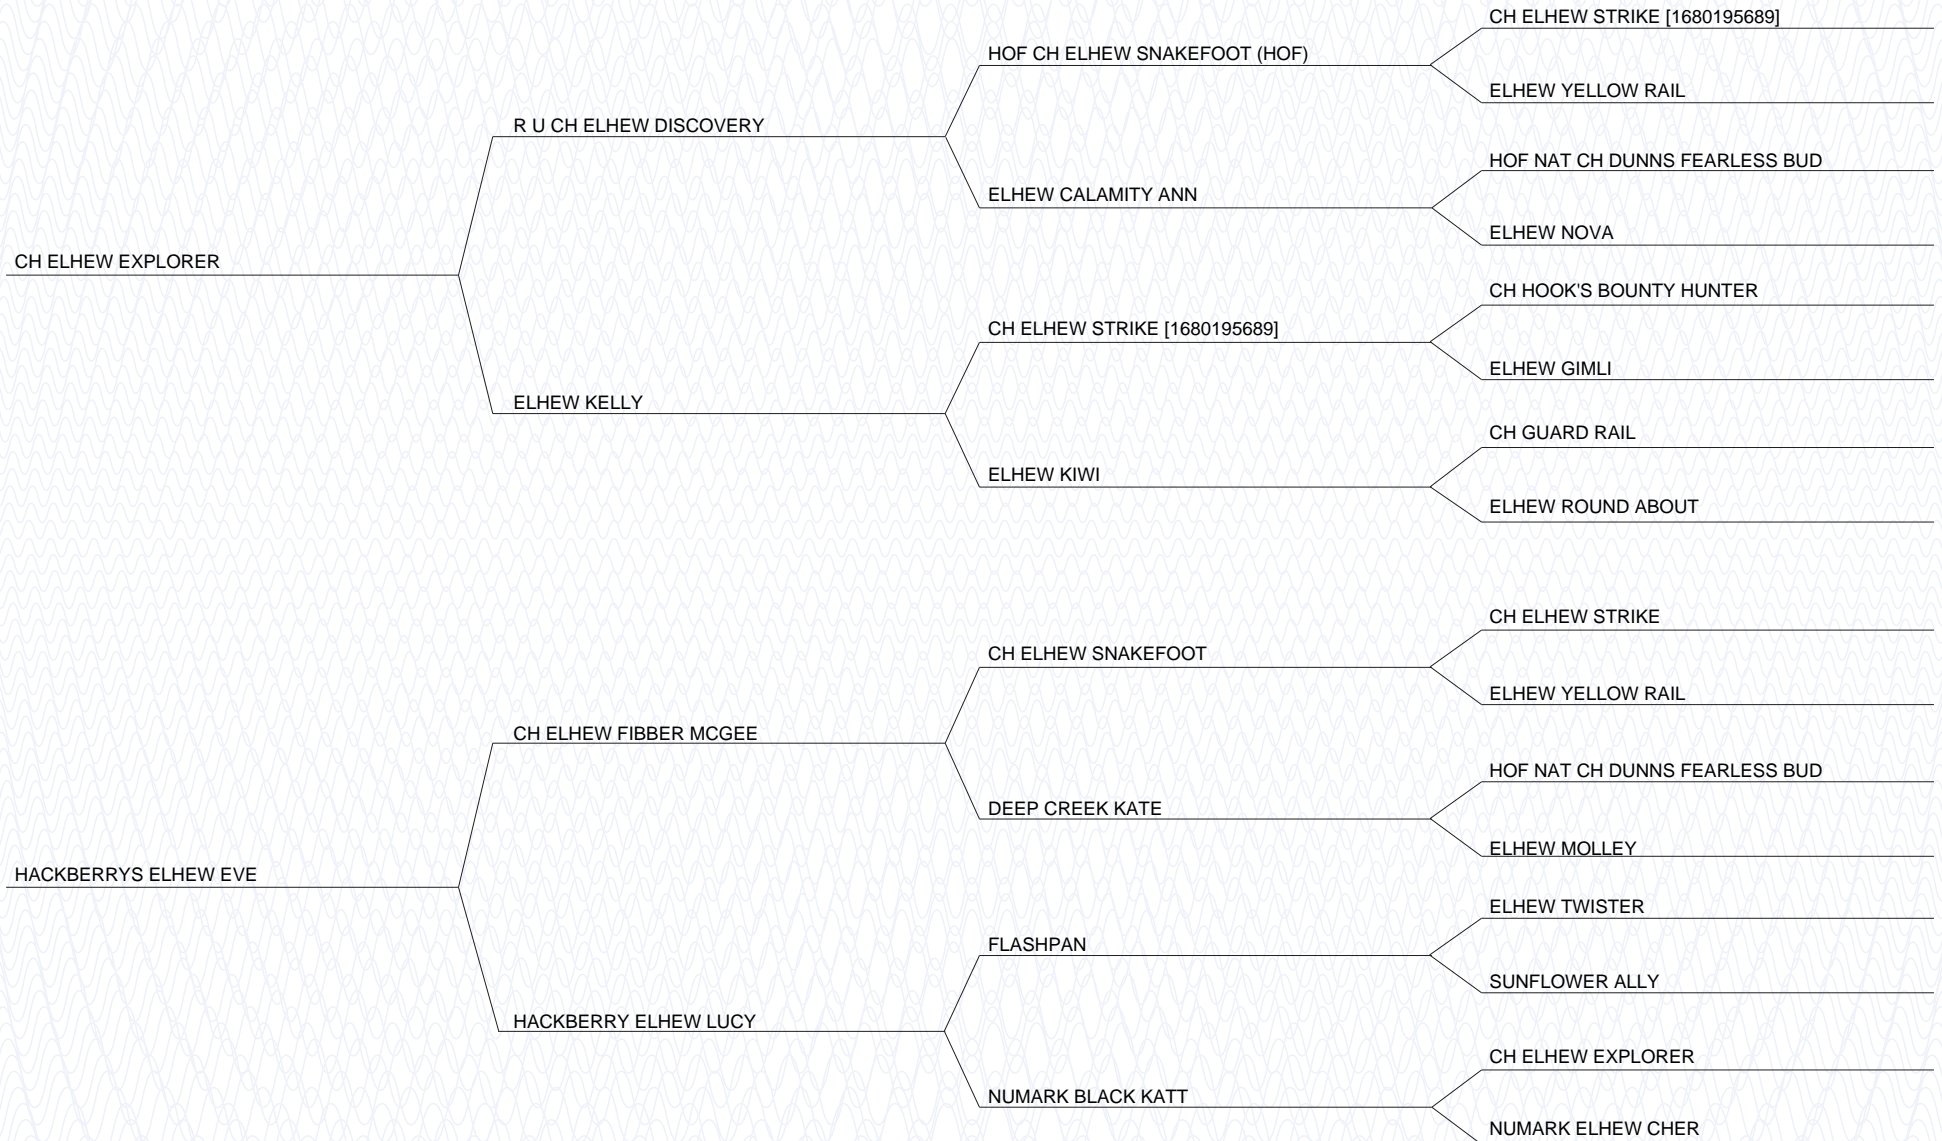 CH ELHEW STRIKE [1680195689]
HOF CH ELHEW SNAKEFOOT (HOF)
ELHEW YELLOW RAIL
R U CH ELHEW DISCOVERY
HOF NAT CH DUNNS FEARLESS BUD
ELHEW CALAMITY ANN
ELHEW NOVA
CH ELHEW EXPLORER
CH HOOK'S BOUNTY HUNTER
CH ELHEW STRIKE [1680195689]
ELHEW GIMLI
ELHEW KELLY
CH GUARD RAIL
ELHEW KIWI
ELHEW ROUND ABOUT
CH ELHEW STRIKE
CH ELHEW SNAKEFOOT
ELHEW YELLOW RAIL
CH ELHEW FIBBER MCGEE
HOF NAT CH DUNNS FEARLESS BUD
DEEP CREEK KATE
ELHEW MOLLEY
HACKBERRYS ELHEW EVE
ELHEW TWISTER
FLASHPAN
SUNFLOWER ALLY
HACKBERRY ELHEW LUCY
CH ELHEW EXPLORER
NUMARK BLACK KATT
NUMARK ELHEW CHER